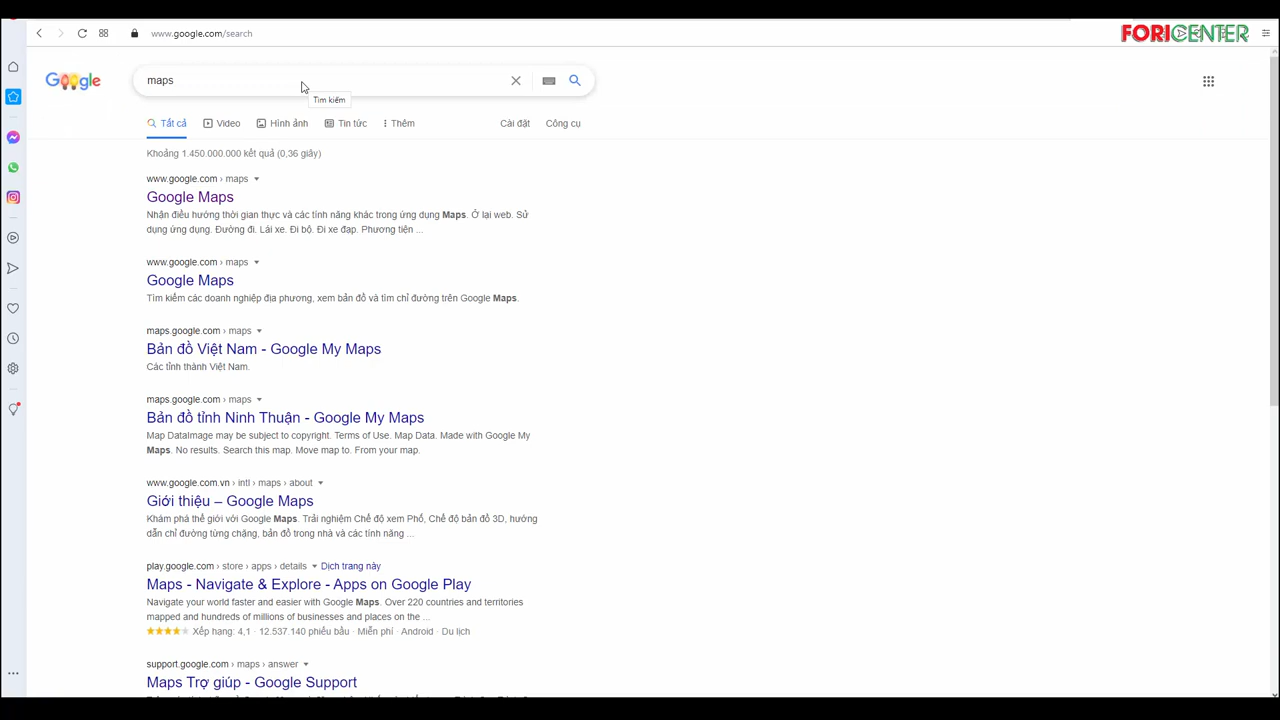 www.google.com/search
FORICENTER
Google
maps
Tìm kiếm
Tất cả
Video
Hình ảnh
Tin tức
Thêm
Cài đặt
Công cụ
Khoảng 1.450.000.000 kết quả (0,36 giây)
www.google.com › maps
Google Maps
Nhận điều hướng thời gian thực và các tính năng khác trong ứng dụng Maps. Ở lại web. Sử
dụng ứng dụng. Đường đi. Lái xe. Đi bộ. Đi xe đạp. Phương tiện ...
www.google.com › maps
Google Maps
Tìm kiếm các doanh nghiệp địa phương, xem bản đồ và tìm chỉ đường trên Google Maps.
maps.google.com › maps
Bản đồ Việt Nam - Google My Maps
Các tỉnh thành Việt Nam.
maps.google.com › maps
Bản đồ tỉnh Ninh Thuận - Google My Maps
Map DataImage may be subject to copyright. Terms of Use. Map Data. Made with Google My
Maps. No results. Search this map. Move map to. From your map.
www.google.com.vn › intl › maps › about
Giới thiệu – Google Maps
Khám phá thế giới với Google Maps. Trải nghiệm Chế độ xem Phố, Chế độ bản đồ 3D, hướng
dẫn chỉ đường từng chặng, bản đồ trong nhà và các tính năng ...
play.google.com › store › apps › details
Dịch trang này
Maps - Navigate & Explore - Apps on Google Play
Navigate your world faster and easier with Google Maps. Over 220 countries and territories
mapped and hundreds of millions of businesses and places on the ...
Xếp hạng: 4,1 · 12.537.140 phiếu bầu · Miễn phí · Android · Du lịch
support.google.com › maps › answer
Maps Trợ giúp - Google Support